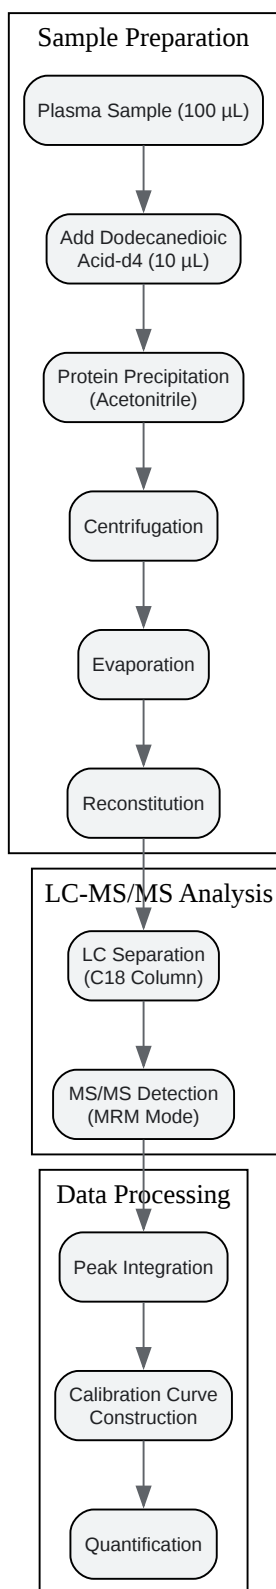 Sample Preparation
Plasma Sample (100 µL)
Add Dodecanedioic
Acid-d4 (10 µL)
Protein Precipitation
(Acetonitrile)
Centrifugation
Evaporation
Reconstitution
LC-MS/MS Analysis
LC Separation
(C18 Column)
MS/MS Detection
(MRM Mode)
Data Processing
Peak Integration
Calibration Curve
Construction
Quantification